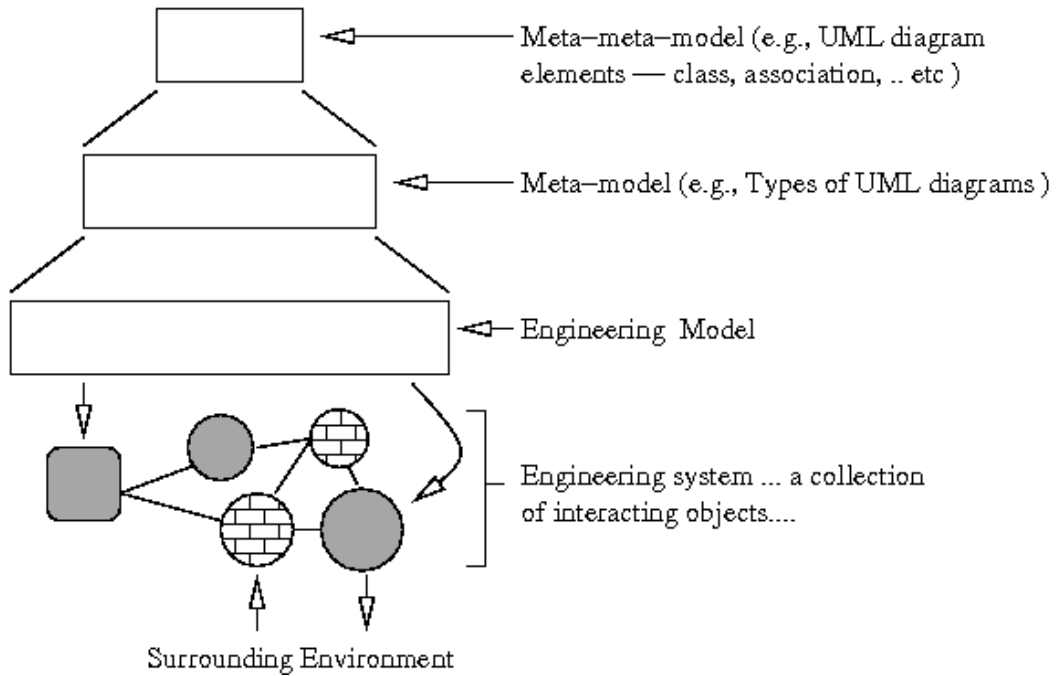 Meta–meta–model (e.g., UML diagram
elements — class, association, .. etc )
Meta–model (e.g., Types of UML diagrams )
Engineering Model
Engineering system ... a collection
of interacting objects....
Surrounding Environment